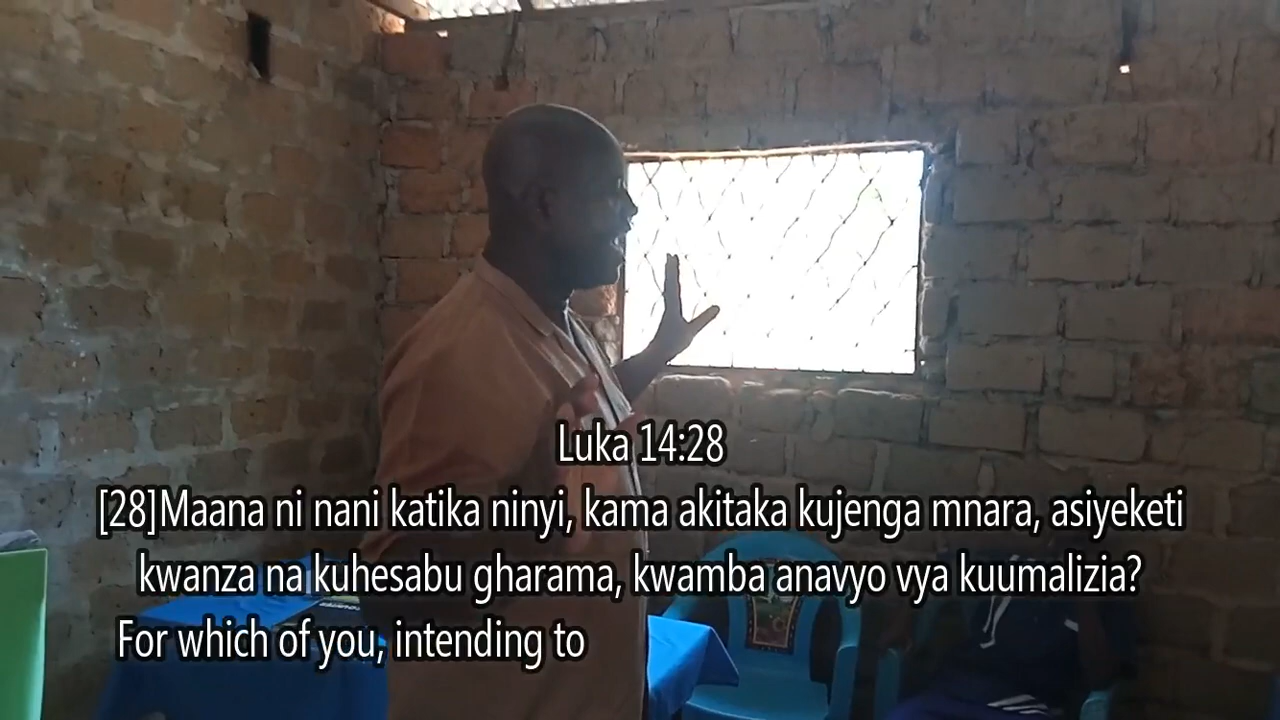 Luka 14:28
[28]Maana ni nani katika ninyi, kama akitaka kujenga mnara, asiyeketi
kwanza na kuhesabu gharama, kwamba anavyo vya kuumalizia?
For which of you, intending to